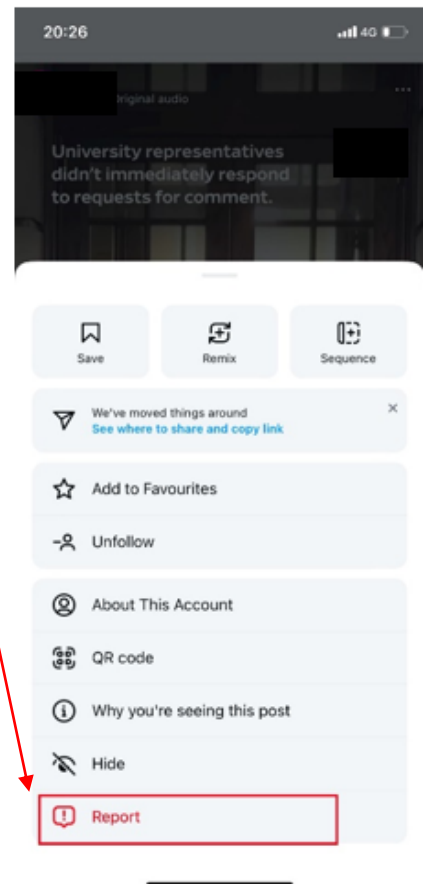 20:26
4G
Original audio
University representatives
didn't immediately respond
to requests for comment.
Save
Remix
Sequence
We've moved things around
See where to share and copy link
Add to Favourites
Unfollow
About This Account
QR code
Why you're seeing this post
Hide
Report